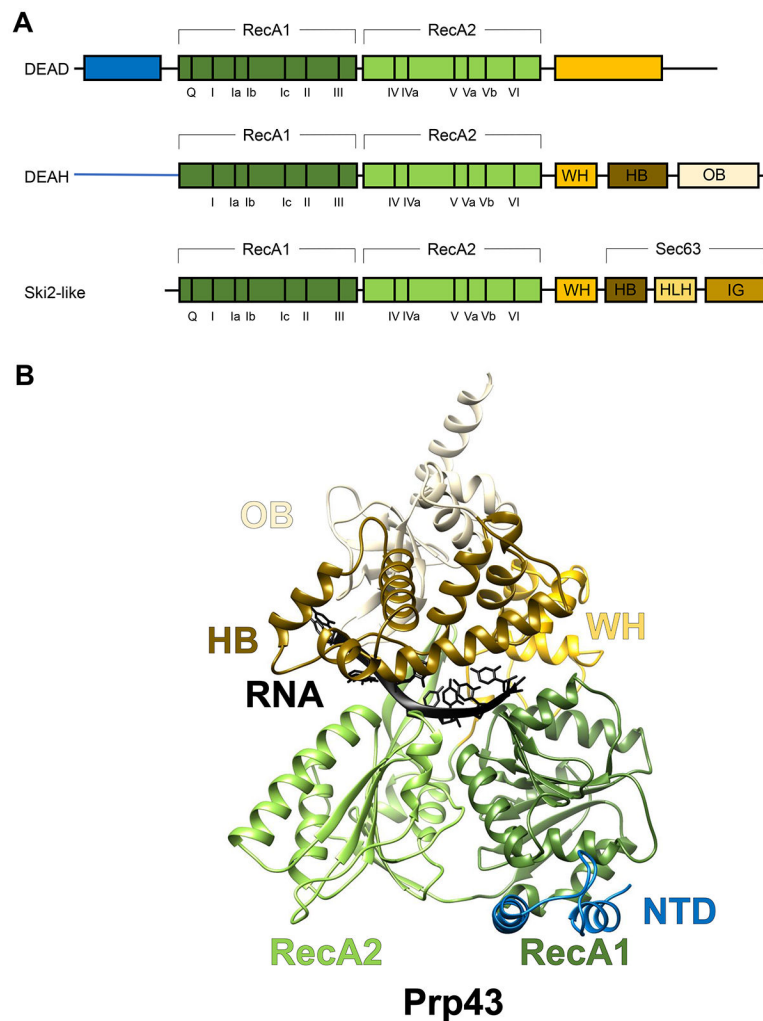 A
RecA1 RecA2
DEAD
Q I Ia Ib Ic II III IV IVa V Va Vb VI
RecA1 RecA2
DEAH WH HB OB
I Ia Ib Ic II III IV IVa V Va Vb VI
RecA1 RecA2 Sec63
Ski2-like WH HB HLH IG
Q I Ia Ib Ic II III IV IVa V Va Vb VI
B
OB
HB WH
RNA
NTD
RecA2 RecA1
Prp43